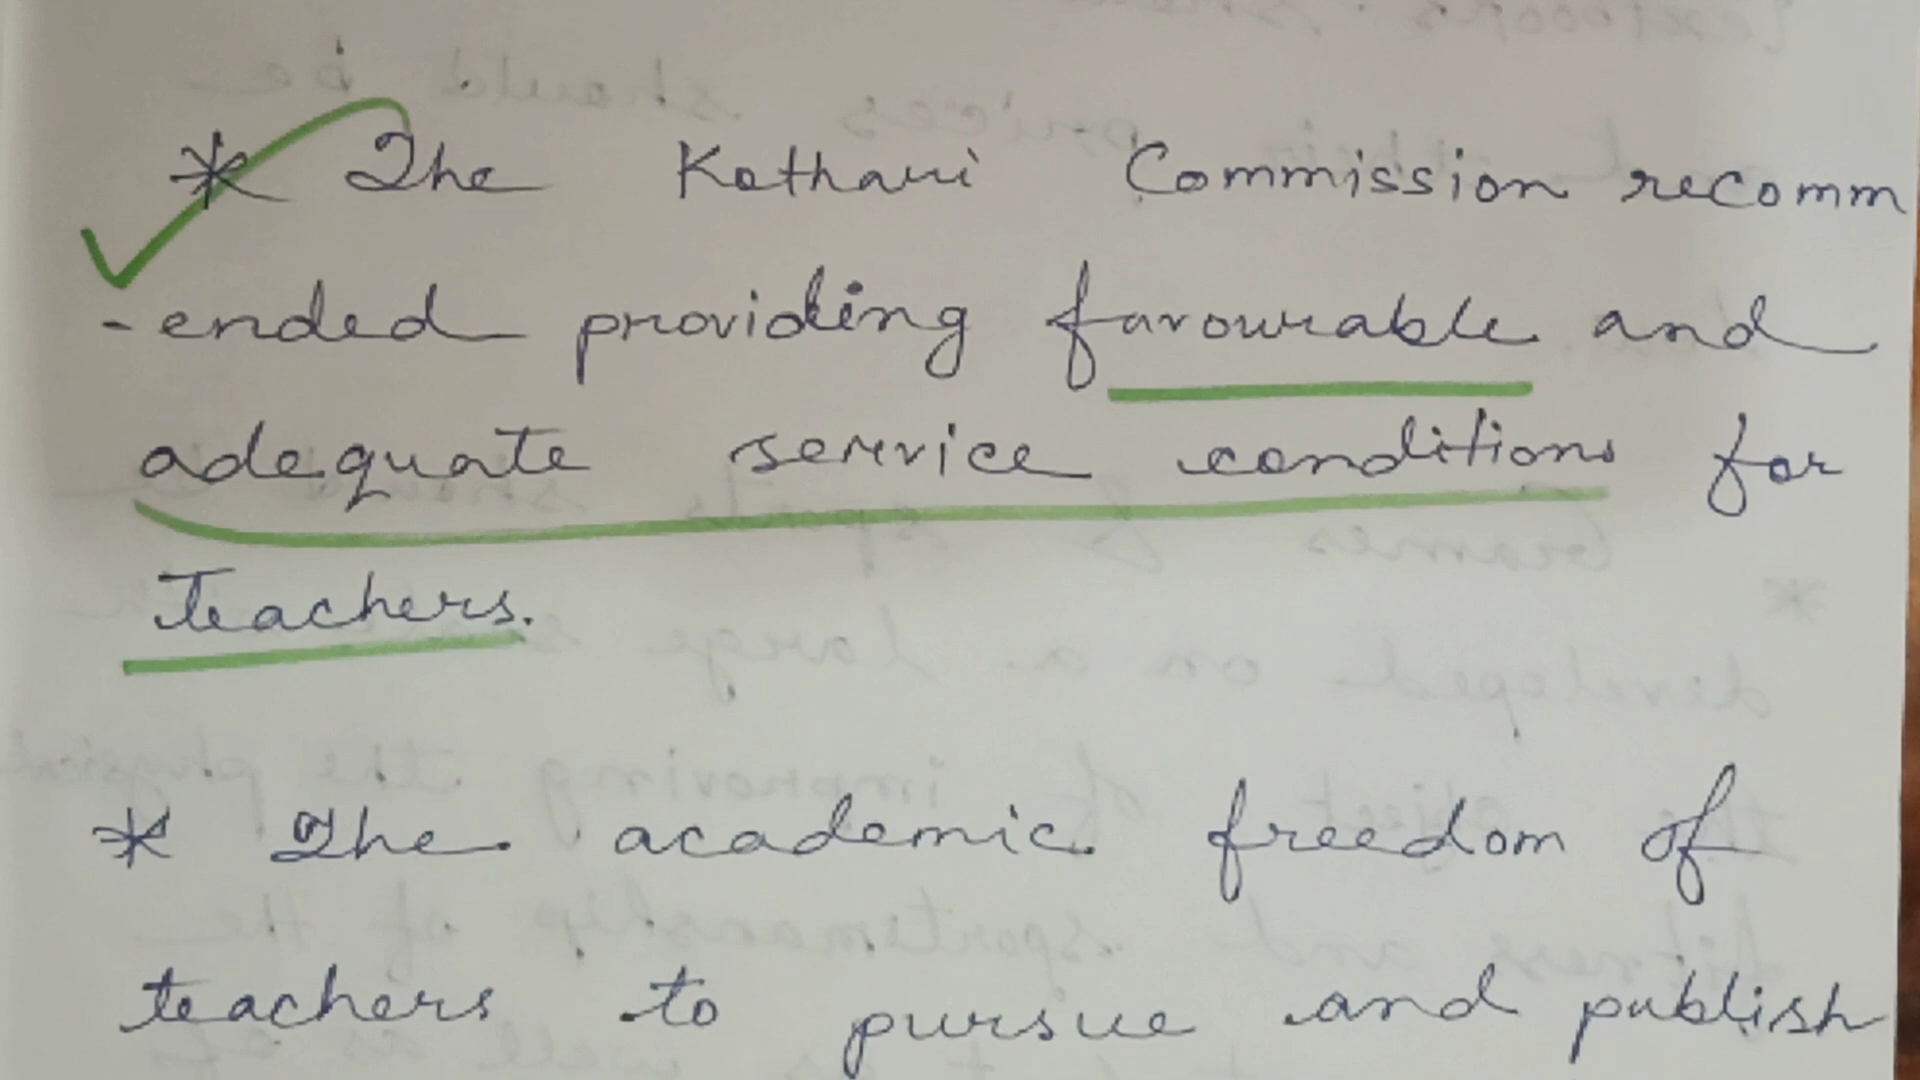 * The Kothari Commission recomm
-ended providing favourable and
adequate service conditions for
Teachers.
* The academic freedom of
teachers to pursue and publish